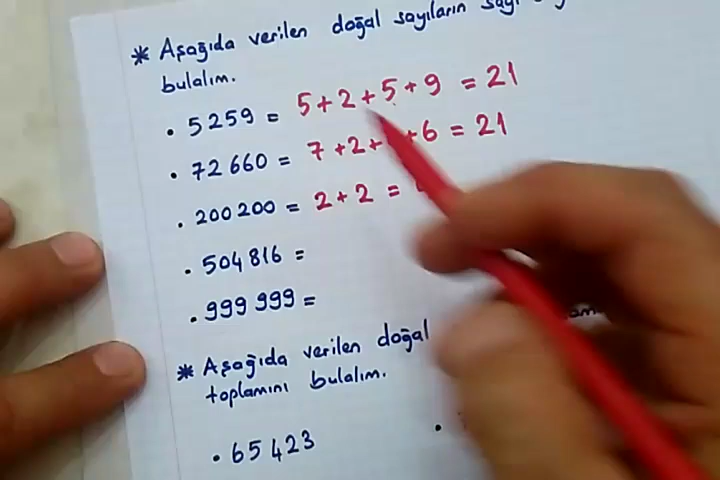 * Aşağıda verilen doğal sayıların sayı
bulalım.
. 5259 = 5+2+5+9 = 21
. 72 660 = 7+2+ +6 = 21
. 200 200 = 2+2 =
. 504 816 =
. 999 999 =
* Aşağıda verilen doğal
toplamını bulalım.
. 65 423 .